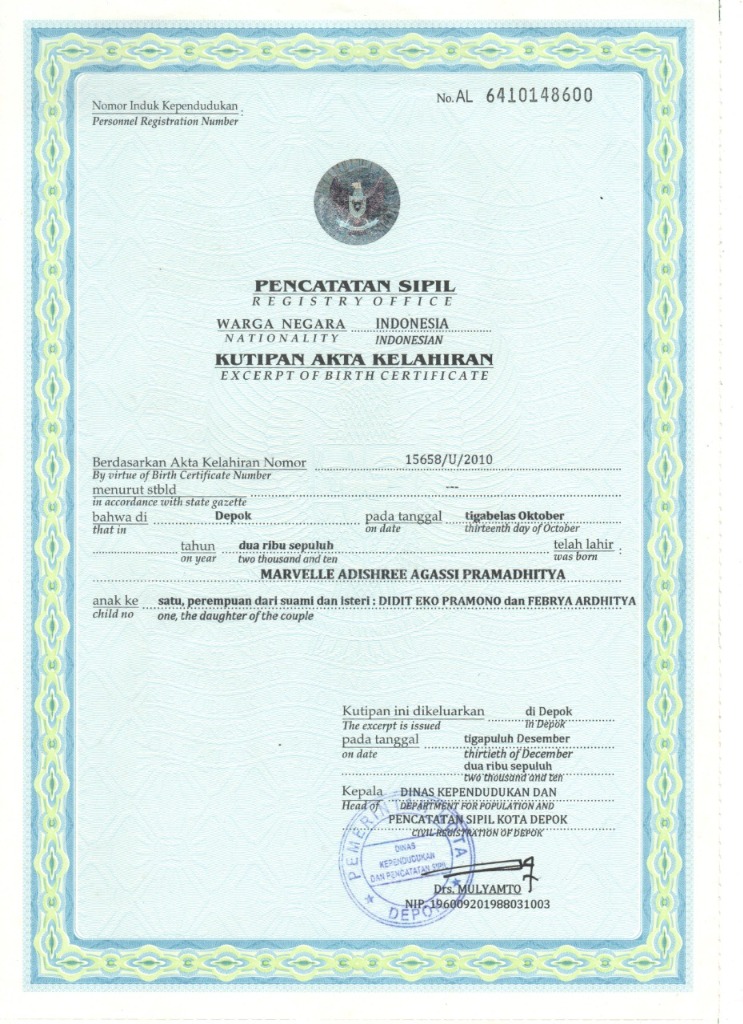 No. AL 6410148600
Nomor Induk Kependudukan :
Personnel Registration Number
PENCATATAN SIPIL
REGISTRY OFFICE
WARGA NEGARA INDONESIA
NATIONALITY INDONESIAN
KUTIPAN AKTA KELAHIRAN
EXCERPT OF BIRTH CERTIFICATE
Berdasarkan Akta Kelahiran Nomor 15658/U/2010
By virtue of Birth Certificate Number
menurut stbld ---
in accordance with state gazette
bahwa di Depok pada tanggal tigabelas Oktober
that in on date thirteenth day of October
tahun dua ribu sepuluh telah lahir :
on year two thousand and ten was born
MARVELLE ADISHREE AGASSI PRAMADHITYA
anak ke satu, perempuan dari suami dan isteri : DIDIT EKO PRAMONO dan FEBRYA ARDHITYA
child no one, the daughter of the couple
Kutipan ini dikeluarkan di Depok
The excerpt is issued in Depok
pada tanggal tigapuluh Desember
on date thirtieth of December
dua ribu sepuluh
two thousand and ten
Kepala DINAS KEPENDUDUKAN DAN
Head of DEPARTMENT FOR POPULATION AND
PENCATATAN SIPIL KOTA DEPOK
CIVIL REGISTRATION OF DEPOK
PEMERINTAH KOTA
DINAS
KEPENDUDUKAN
DAN PENCATATAN SIPIL
DEPOK
Drs. MULYAMTO
NIP. 196009201988031003